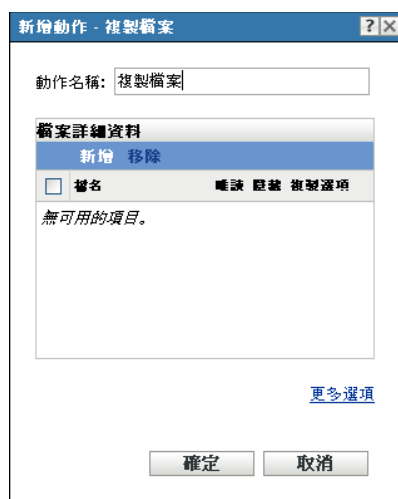 新增動作 - 複製檔案
動作名稱: 複製檔案
檔案詳細資料
新增 移除
檔名 唯讀 隱藏 複製選項
無可用的項目。
更多選項
確定 取消